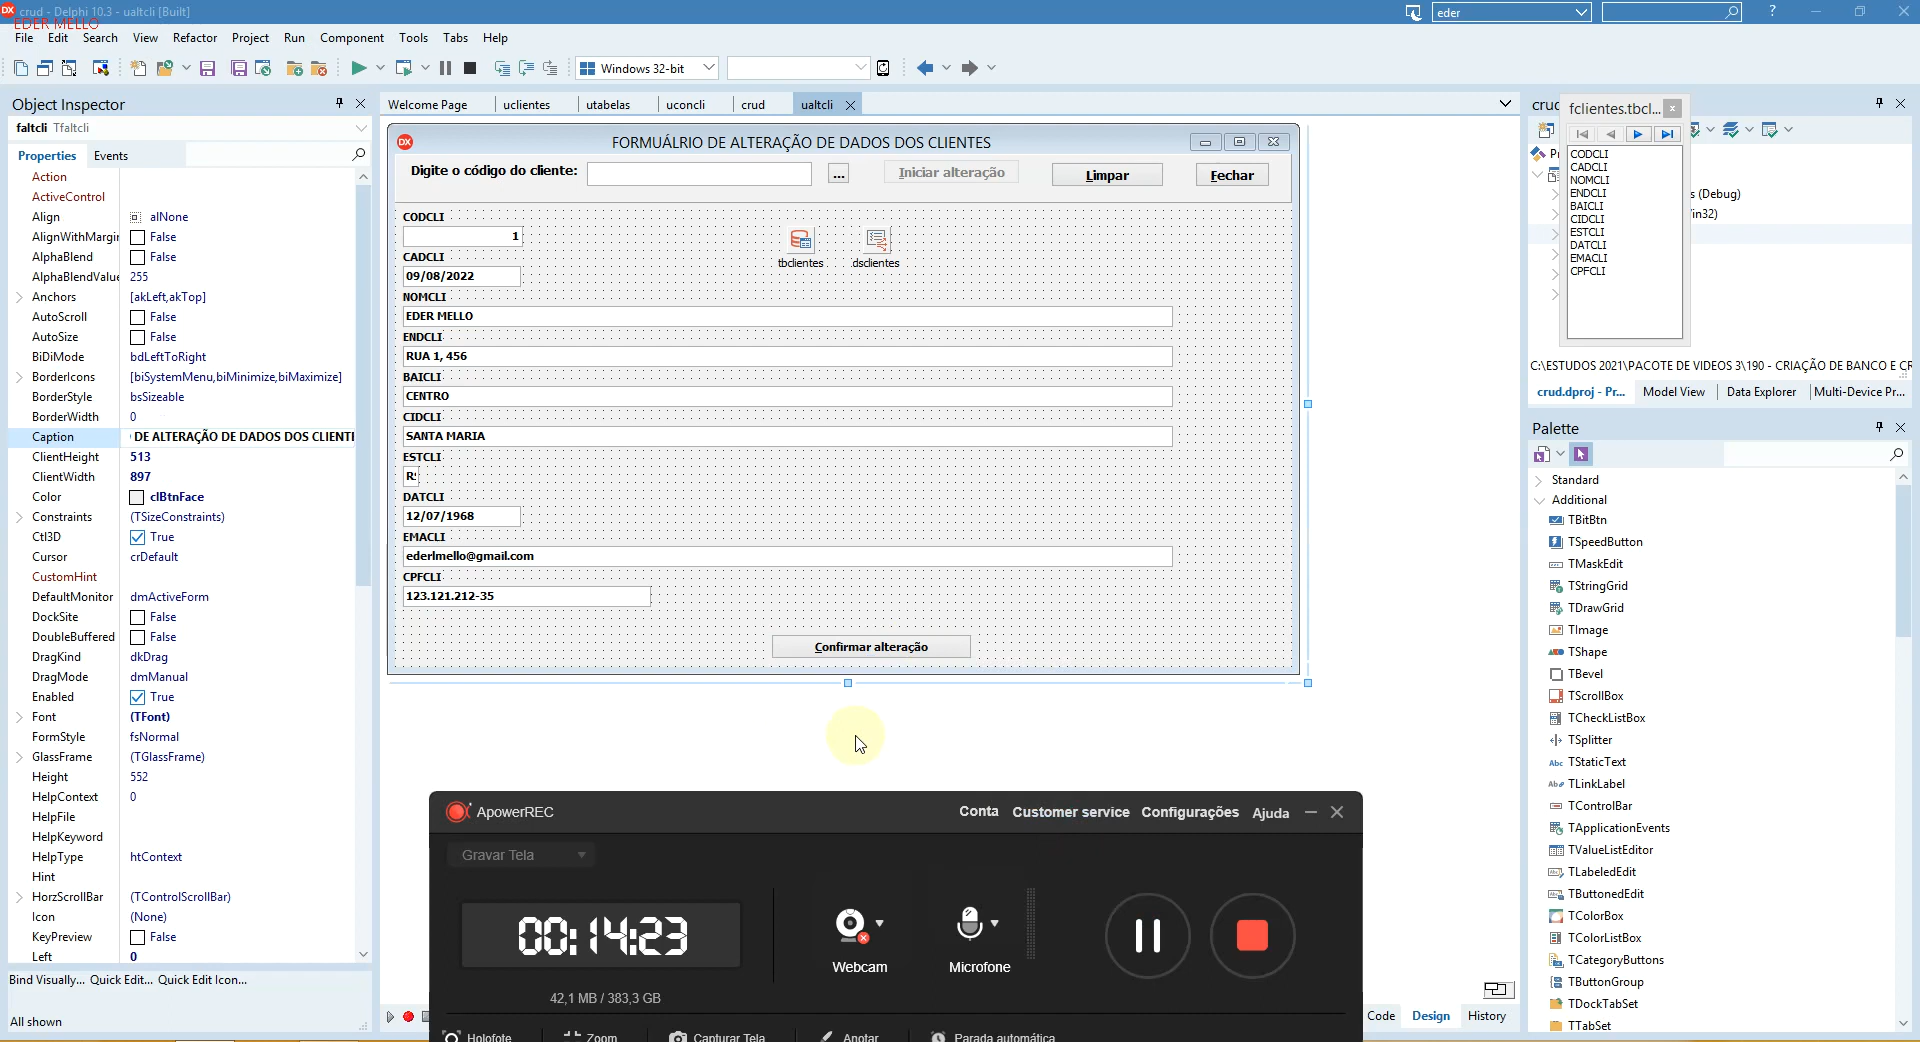 crud - Delphi 10.3 - ualtcli [Built]
eder
?
EDER MELLO
File Edit Search View Refactor Project Run Component Tools Tabs Help
Windows 32-bit
Object Inspector
faltcli Tfaltcli
Properties Events
Action
ActiveControl
Align alNone
AlignWithMargin False
AlphaBlend False
AlphaBlendValue 255
Anchors [akLeft,akTop]
AutoScroll False
AutoSize False
BiDiMode bdLeftToRight
BorderIcons [biSystemMenu,biMinimize,biMaximize]
BorderStyle bsSizeable
BorderWidth 0
Caption DE ALTERAÇÃO DE DADOS DOS CLIENTE
ClientHeight 513
ClientWidth 897
Color clBtnFace
Constraints (TSizeConstraints)
Ctl3D True
Cursor crDefault
CustomHint
DefaultMonitor dmActiveForm
DockSite False
DoubleBuffered False
DragKind dkDrag
DragMode dmManual
Enabled True
Font (TFont)
FormStyle fsNormal
GlassFrame (TGlassFrame)
Height 552
HelpContext 0
HelpFile
HelpKeyword
HelpType htContext
Hint
HorzScrollBar (TControlScrollBar)
Icon (None)
KeyPreview False
Left 0
Bind Visually... Quick Edit... Quick Edit Icon...
All shown
Welcome Page uclientes utabelas uconcli crud ualtcli
DX FORMUÁLRIO DE ALTERAÇÃO DE DADOS DOS CLIENTES
Digite o código do cliente: ... Iniciar alteração Limpar Fechar
CODCLI
1
CADCLI
09/08/2022
tbclientes dsclientes
NOMCLI
EDER MELLO
ENDCLI
RUA 1, 456
BAICLI
CENTRO
CIDCLI
SANTA MARIA
ESTCLI
DATCLI
12/07/1968
EMACLI
ederlmello@gmail.com
CPFCLI
123.121.212-35
Confirmar alteração
ApowerREC Conta Customer service Configurações Ajuda
Gravar Tela
00:14:23
42,1 MB / 383,3 GB
Webcam Microfone
Holofote Zoom Capturar Tela Anotar Parada automática
Code Design History
fclientes.tbcl...
CODCLI
CADCLI
NOMCLI
ENDCLI
BAICLI
CIDCLI
ESTCLI
DATCLI
EMACLI
CPFCLI
s (Debug)
in32)
C:\ESTUDOS 2021\PACOTE DE VIDEOS 3\190 - CRIAÇÃO DE BANCO E CR
crud.dproj - Pr... Model View Data Explorer Multi-Device Pr...
Palette
Standard
Additional
TBitBtn
TSpeedButton
TMaskEdit
TStringGrid
TDrawGrid
TImage
TShape
TBevel
TScrollBox
TCheckListBox
TSplitter
TStaticText
TLinkLabel
TControlBar
TApplicationEvents
TValueListEditor
TLabeledEdit
TButtonedEdit
TColorBox
TColorListBox
TCategoryButtons
TButtonGroup
TDockTabSet
TTabSet